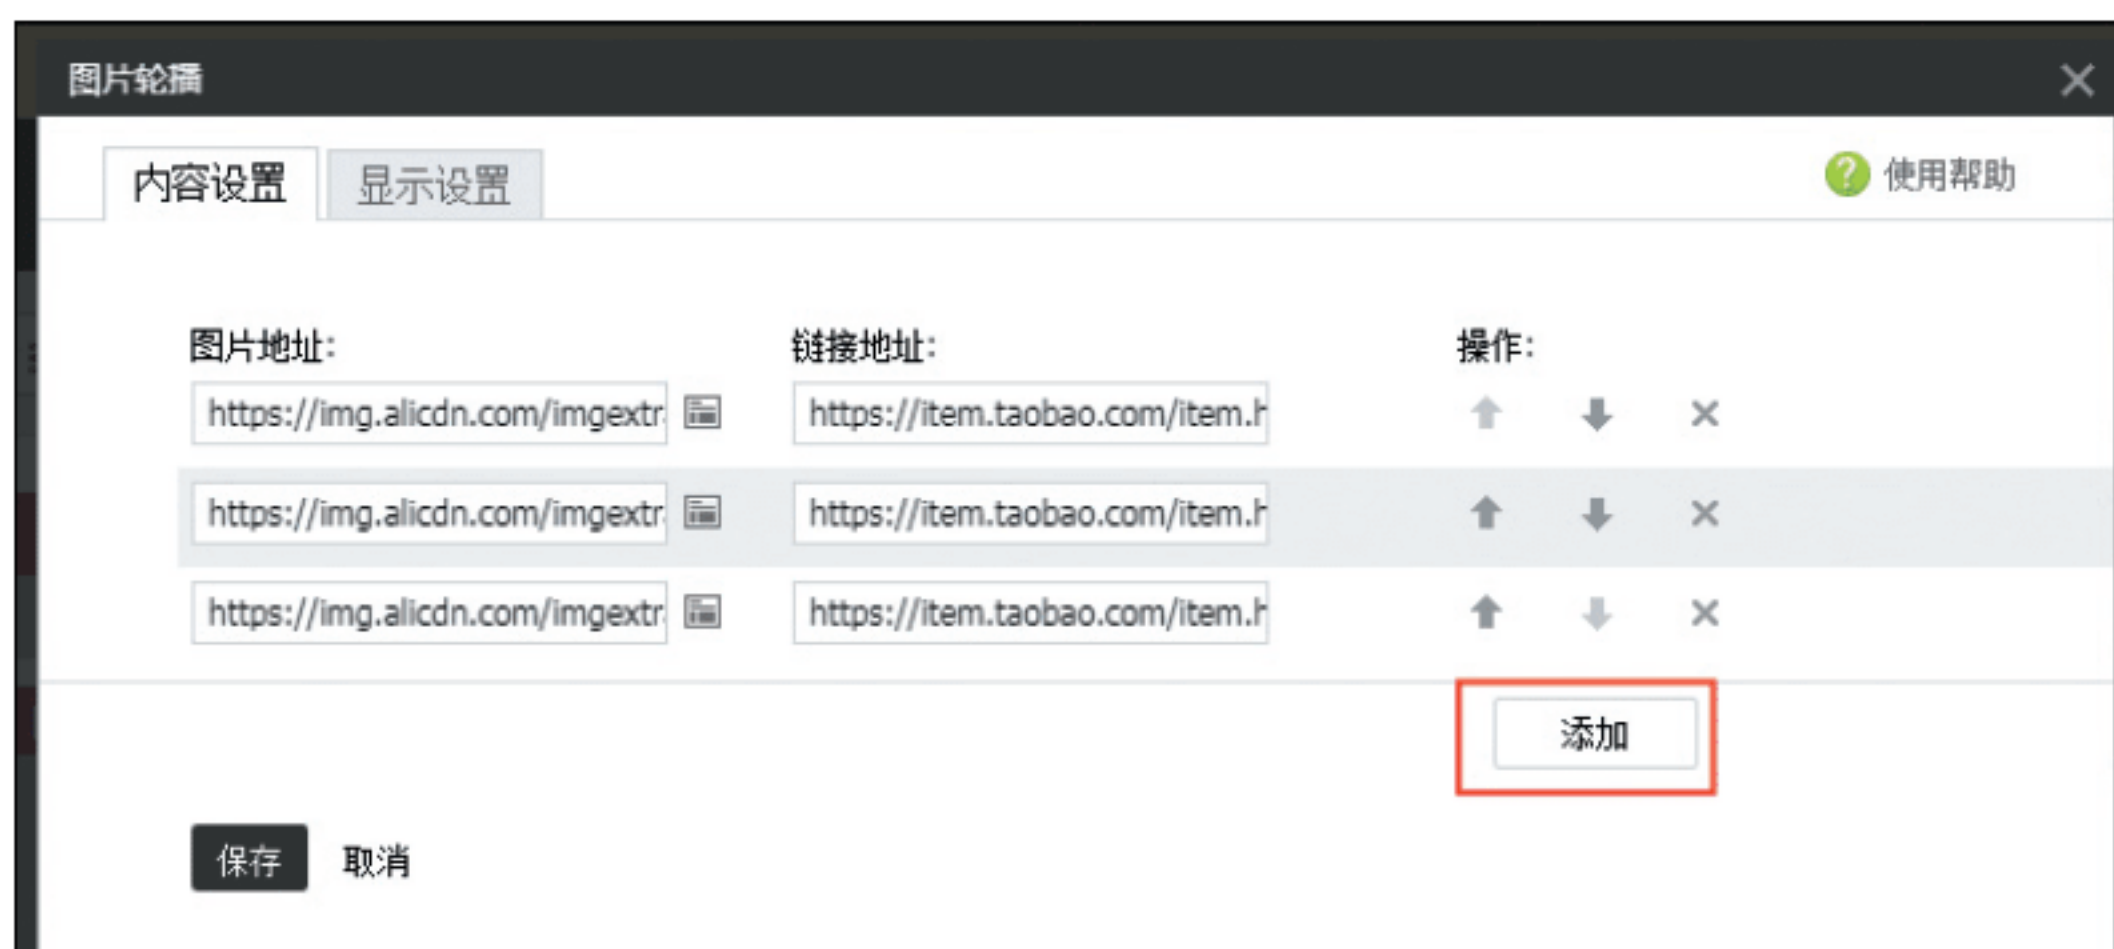 图片轮播
内容设置 显示设置 使用帮助
图片地址: 链接地址: 操作:
https://img.alicdn.com/imgextr https://item.taobao.com/item.h
https://img.alicdn.com/imgextr https://item.taobao.com/item.h
https://img.alicdn.com/imgextr https://item.taobao.com/item.h
添加
保存 取消